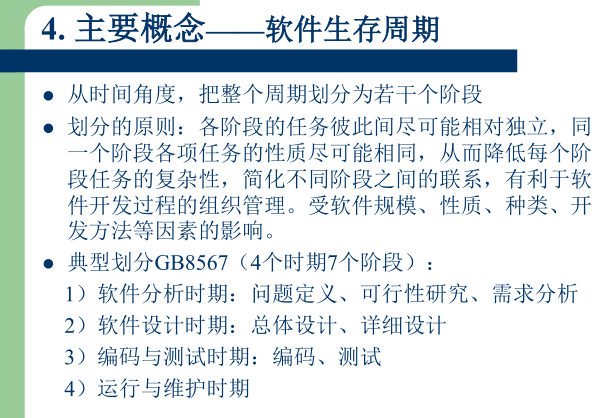 4. 主要概念——软件生存周期
● 从时间角度，把整个周期划分为若干个阶段
● 划分的原则：各阶段的任务彼此间尽可能相对独立，同
一个阶段各项任务的性质尽可能相同，从而降低每个阶
段任务的复杂性，简化不同阶段之间的联系，有利于软
件开发过程的组织管理。受软件规模、性质、种类、开
发方法等因素的影响。
● 典型划分GB8567（4个时期7个阶段）：
1）软件分析时期：问题定义、可行性研究、需求分析
2）软件设计时期：总体设计、详细设计
3）编码与测试时期：编码、测试
4）运行与维护时期